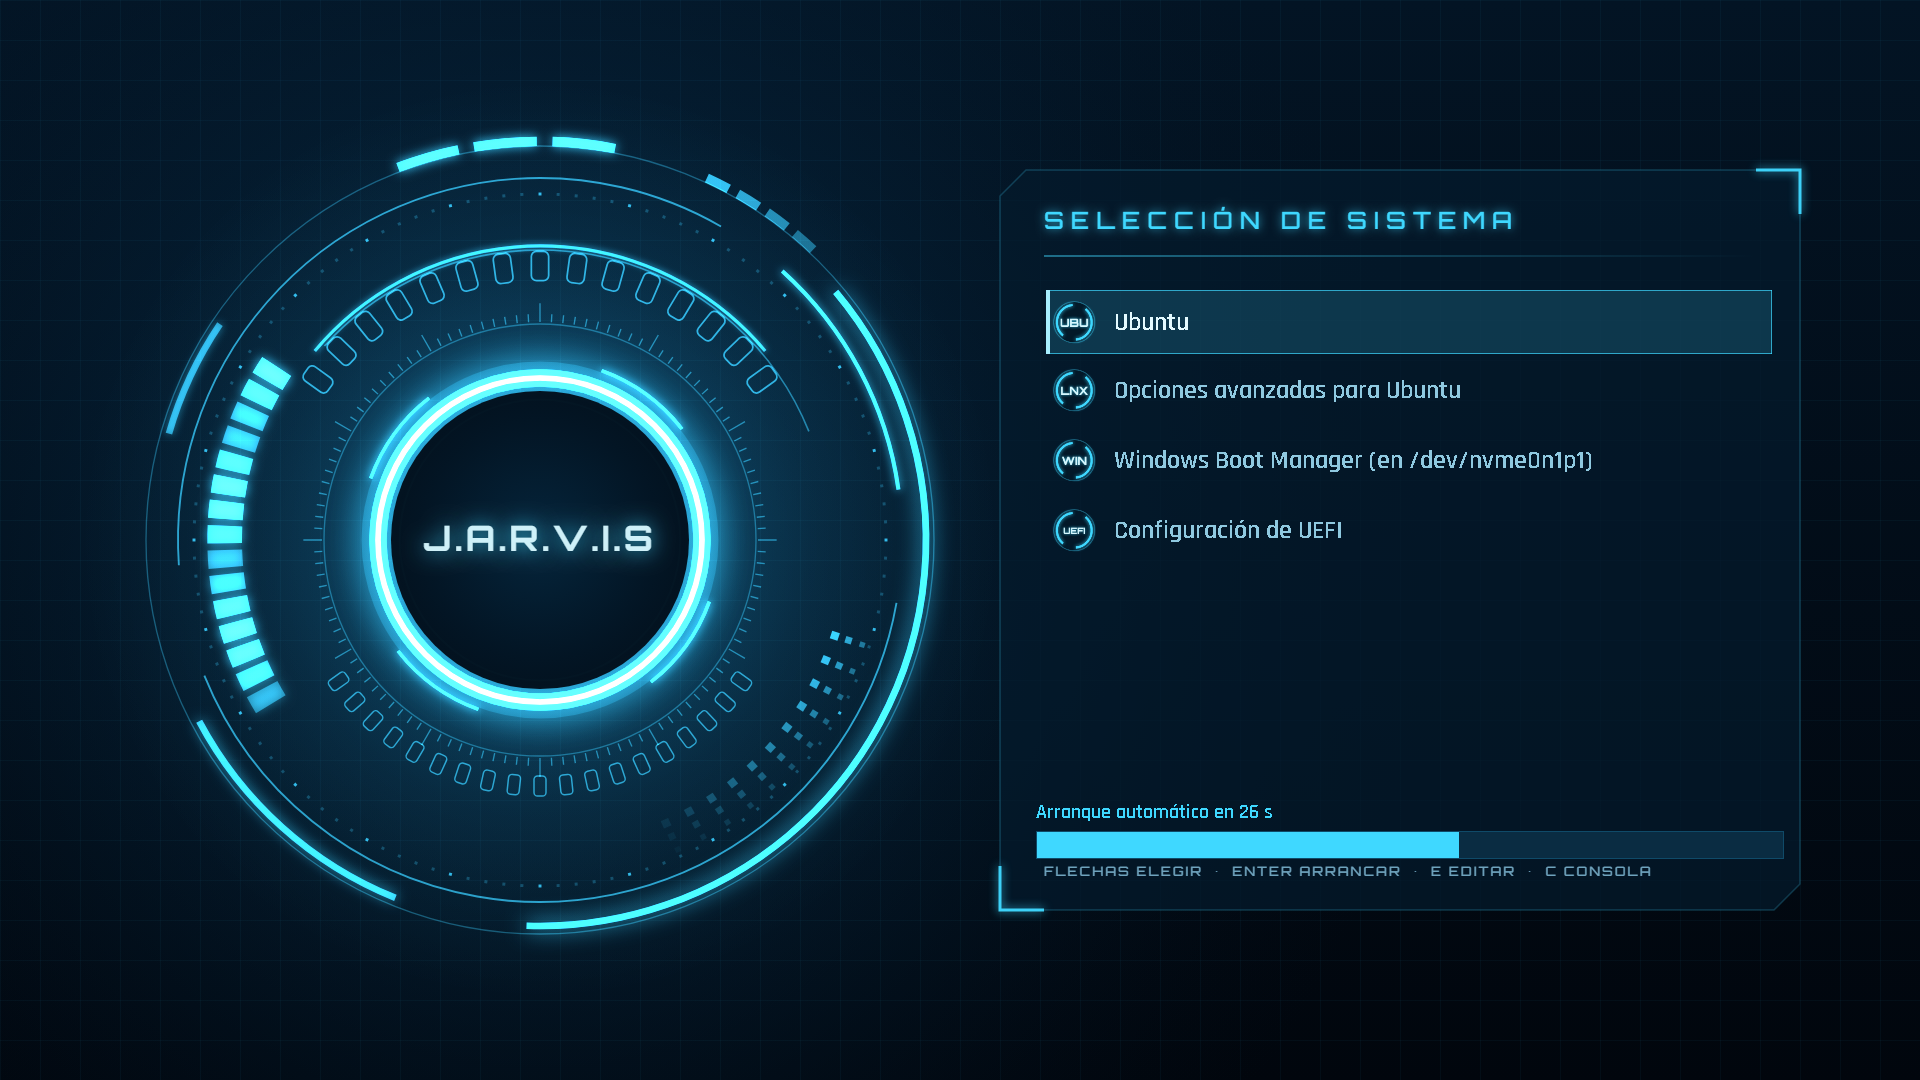 J.A.R.V.I.S
SELECCIÓN DE SISTEMA
UBU Ubuntu
LNX Opciones avanzadas para Ubuntu
WIN Windows Boot Manager (en /dev/nvme0n1p1)
UEFI Configuración de UEFI
Arranque automático en 26 s
FLECHAS ELEGIR · ENTER ARRANCAR · E EDITAR · C CONSOLA